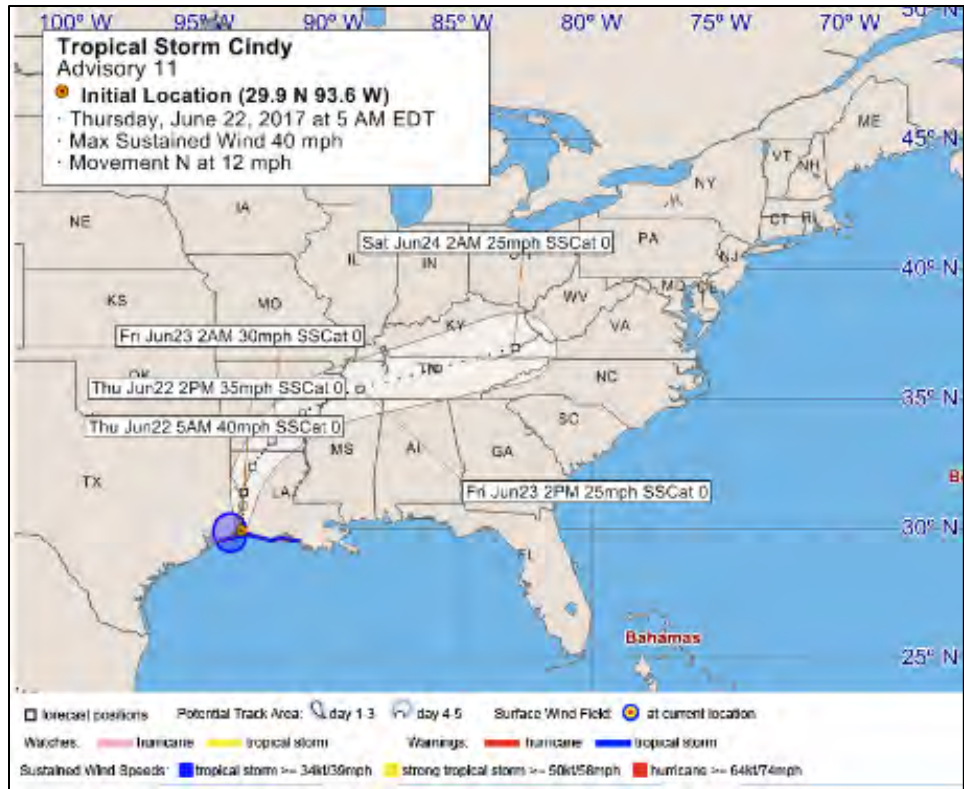 100° W 95° W 90° W 85° W 80° W 75° W 70° W 50° N
Tropical Storm Cindy
Advisory 11
Initial Location (29.9 N 93.6 W)
· Thursday, June 22, 2017 at 5 AM EDT
· Max Sustained Wind 40 mph
· Movement N at 12 mph
ME
45° N
VT
NH
NY
NE
IA
CT
RI
Sat Jun24 2AM 25mph SSCat 0
PA
IL
IN
OH
NJ
40° N
KS
MO
WV
MD
DE
KY
VA
Fri Jun23 2AM 30mph SSCat 0
TN
OK
Thu Jun22 2PM 35mph SSCat 0
NC
35° N
Thu Jun22 5AM 40mph SSCat 0
SC
MS
AL
GA
TX
LA
Fri Jun23 2PM 25mph SSCat 0
30° N
FL
Bahamas
25° N
forecast positions Potential Track Area: day 1-3 day 4-5 Surface Wind Field: at current location
Watches: hurricane tropical storm Warnings: hurricane tropical storm
Sustained Wind Speeds: tropical storm >= 34kt/39mph strong tropical storm >= 50kt/58mph hurricane >= 64kt/74mph